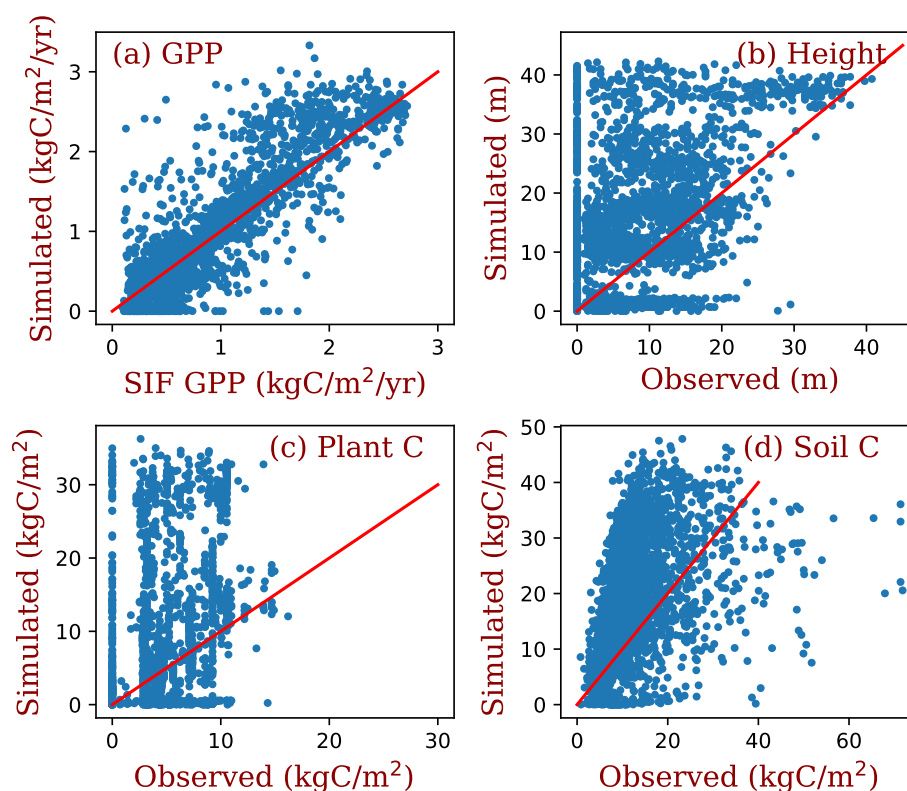 (a) GPP
Simulated (kgC/m²/yr)
3
2
1
0
0 1 2 3
SIF GPP (kgC/m²/yr)
(b) Height
Simulated (m)
40
30
20
10
0
0 10 20 30 40
Observed (m)
(c) Plant C
Simulated (kgC/m²)
30
20
10
0
0 10 20 30
Observed (kgC/m²)
(d) Soil C
Simulated (kgC/m²)
50
40
30
20
10
0
0 20 40 60
Observed (kgC/m²)